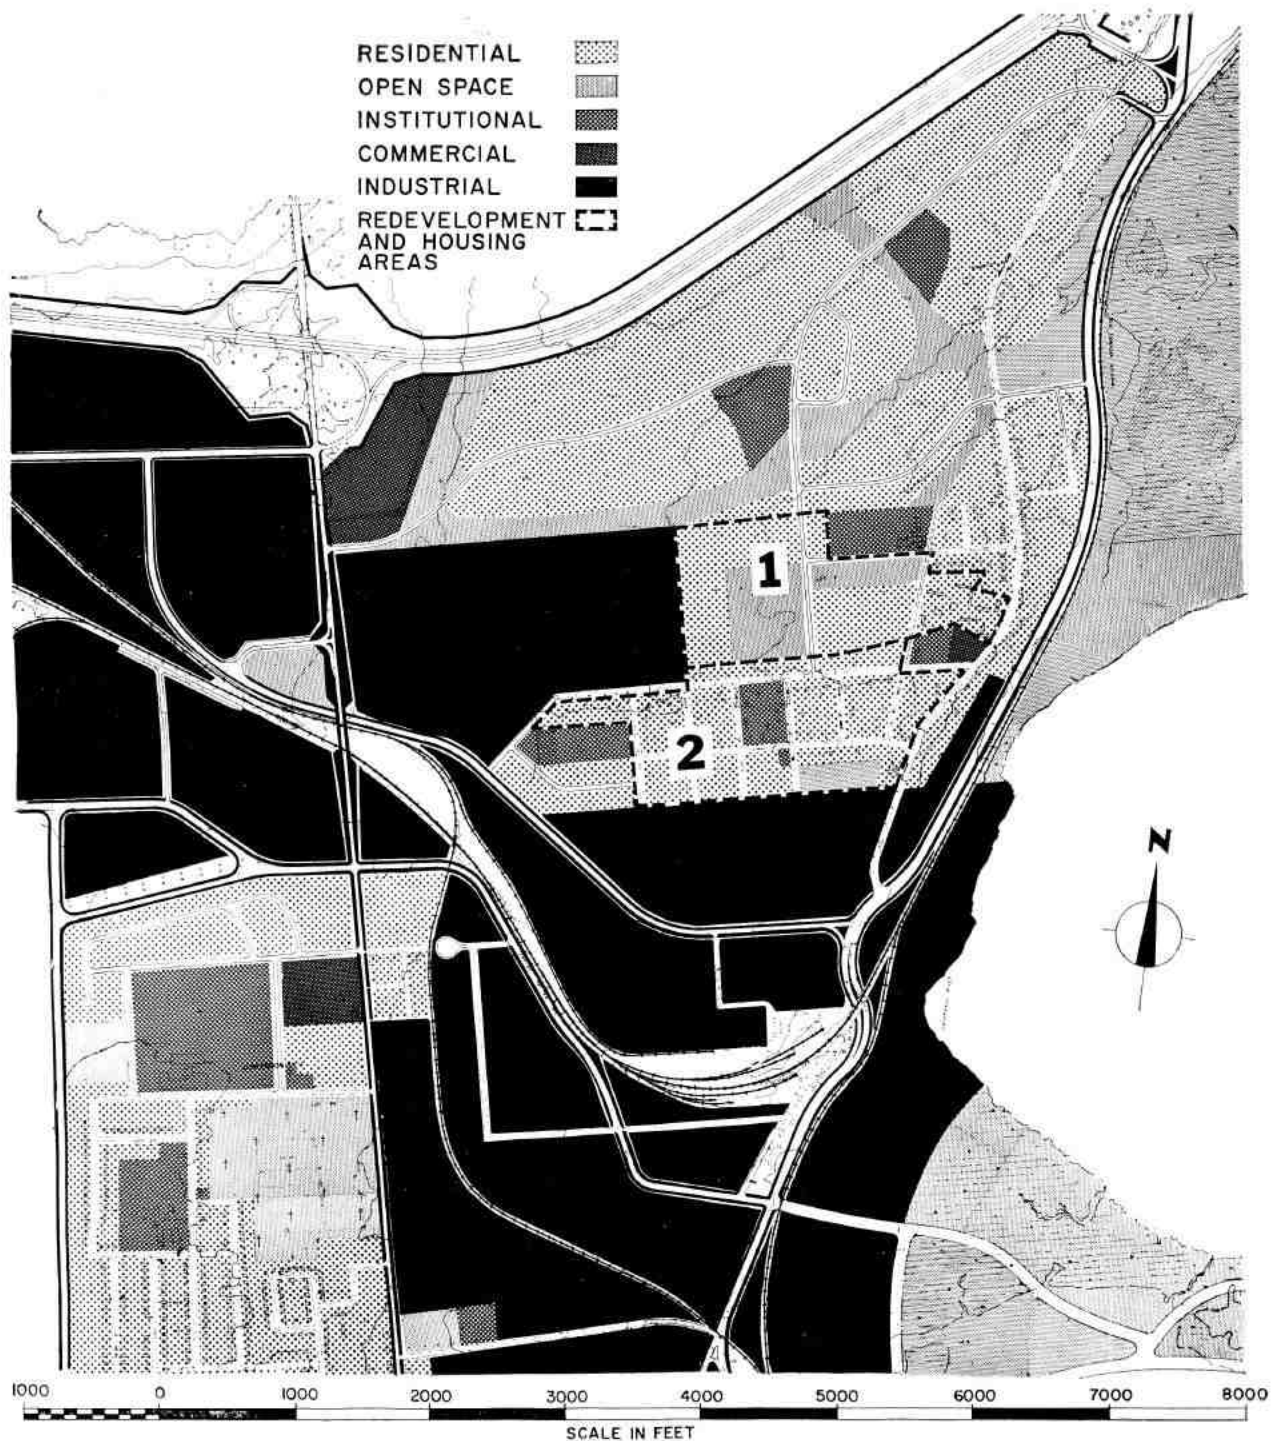 RESIDENTIAL
OPEN SPACE
INSTITUTIONAL
COMMERCIAL
INDUSTRIAL
REDEVELOPMENT
AND HOUSING
AREAS
1
2
N
1000 0 1000 2000 3000 4000 5000 6000 7000 8000
SCALE IN FEET